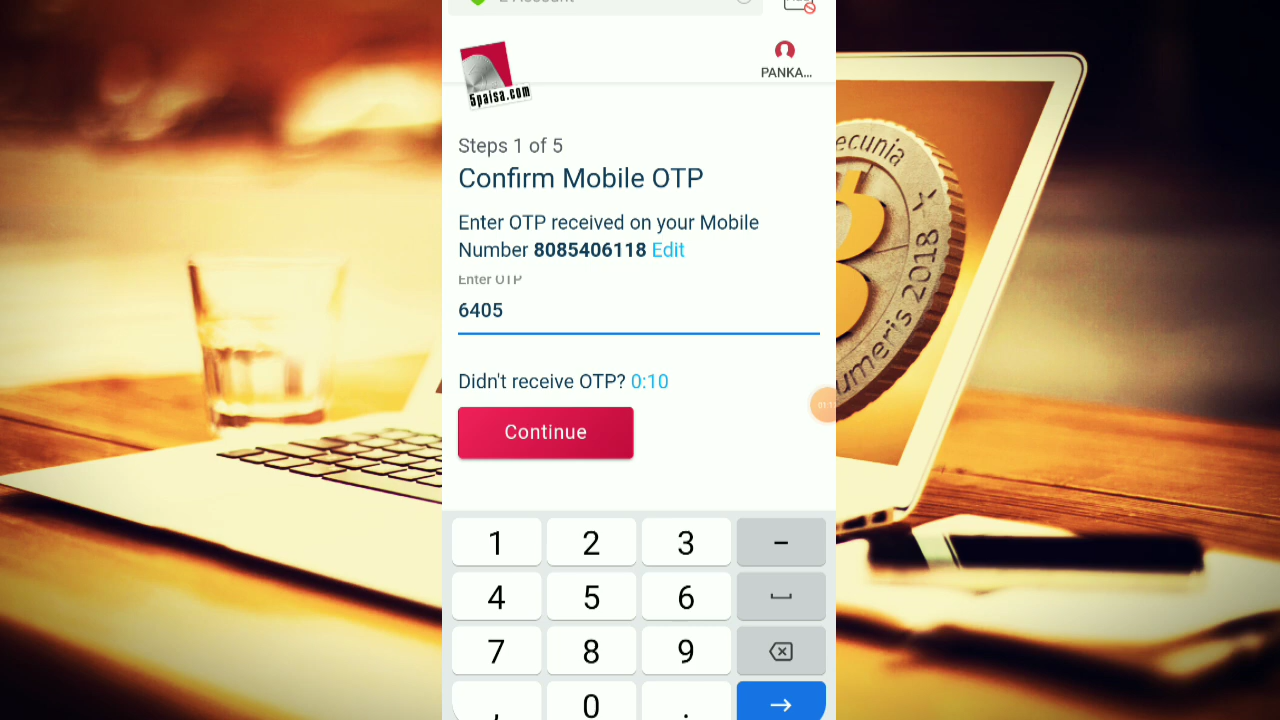 5paisa.com
PANKA...
Steps 1 of 5
Confirm Mobile OTP
Enter OTP received on your Mobile
Number 8085406118 Edit
Enter OTP
6405
Didn't receive OTP? 0:10
Continue
1 2 3 –
4 5 6
7 8 9
, 0 .
umeris 2018